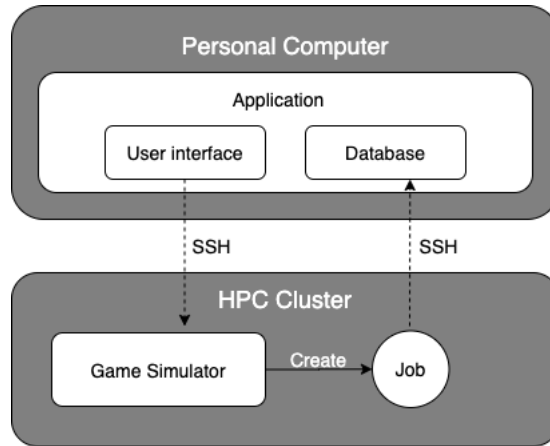 Personal Computer
Application
User interface
Database
SSH
SSH
HPC Cluster
Game Simulator
Create
Job